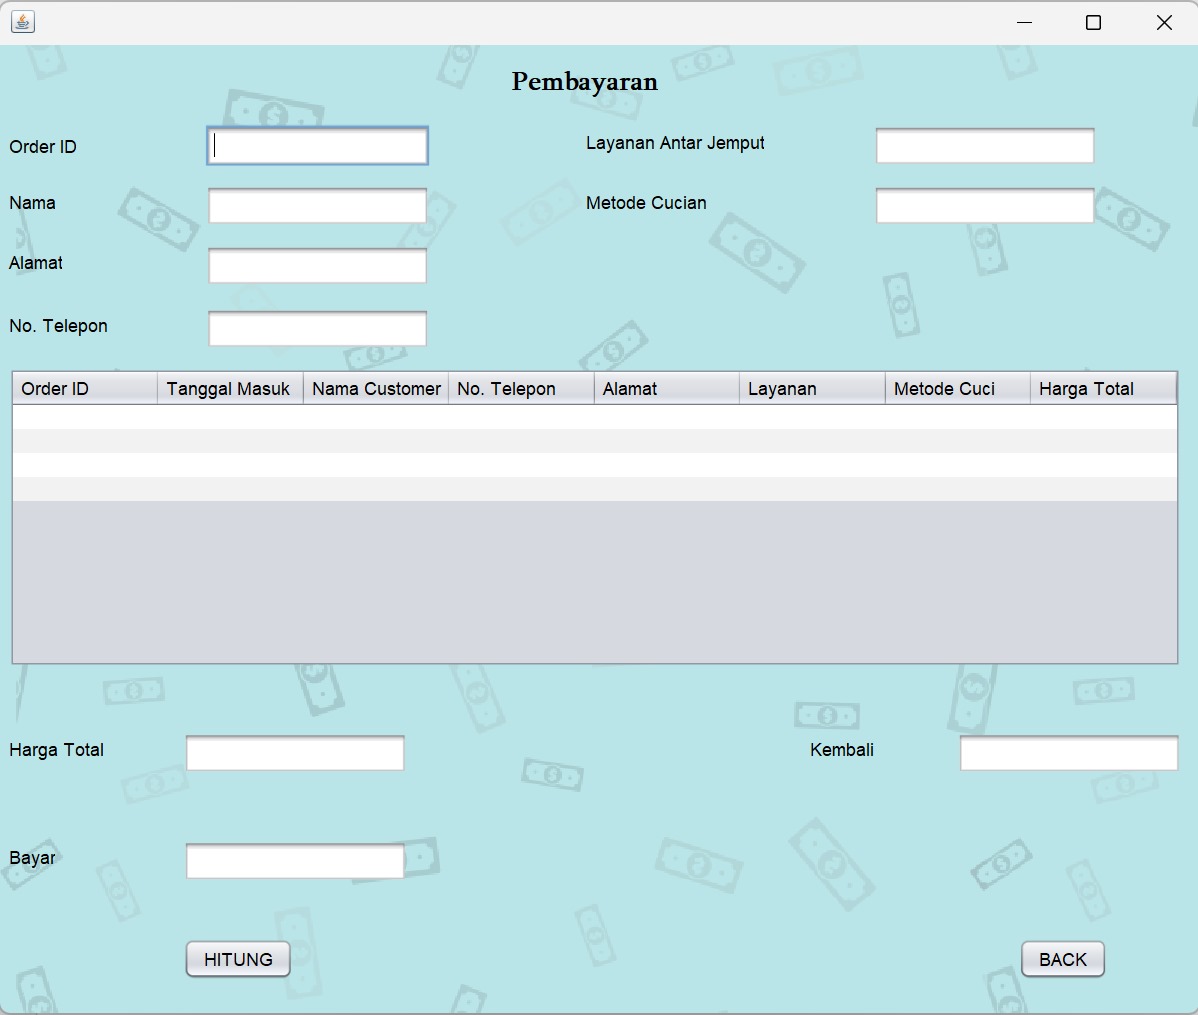 Pembayaran
Order ID
Layanan Antar Jemput
Nama
Metode Cucian
Alamat
No. Telepon
Order ID Tanggal Masuk Nama Customer No. Telepon Alamat Layanan Metode Cuci Harga Total
Harga Total
Kembali
Bayar
HITUNG
BACK